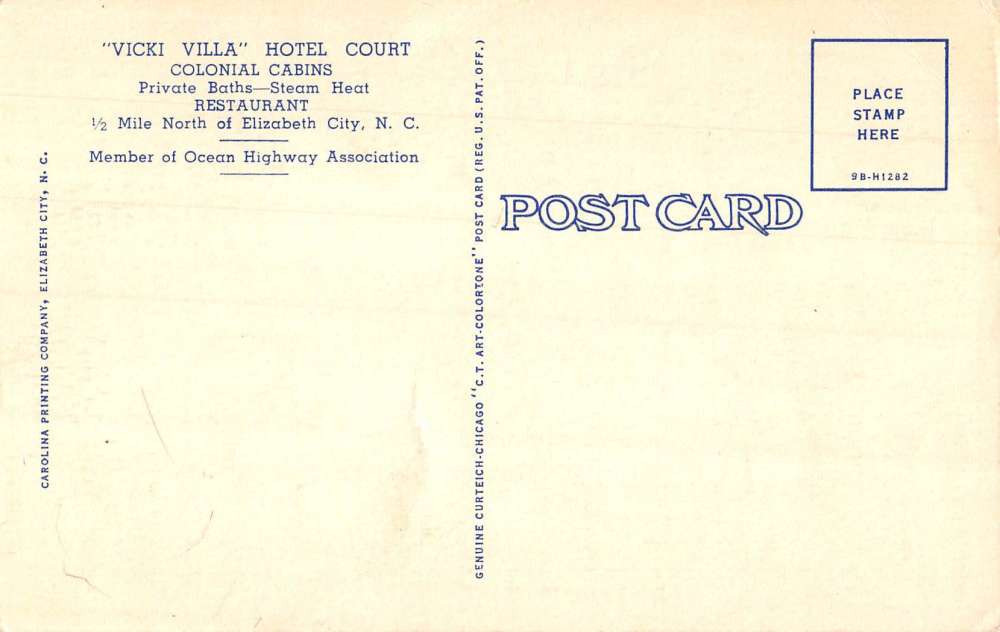 "VICKI VILLA" HOTEL COURT
COLONIAL CABINS
Private Baths—Steam Heat
RESTAURANT
½ Mile North of Elizabeth City, N. C.
Member of Ocean Highway Association
CAROLINA PRINTING COMPANY, ELIZABETH CITY, N. C.
GENUINE CURTEICH-CHICAGO "C.T. ART-COLORTONE" POST CARD (REG. U.S. PAT. OFF.)
POST CARD
PLACE
STAMP
HERE
9B-H1282